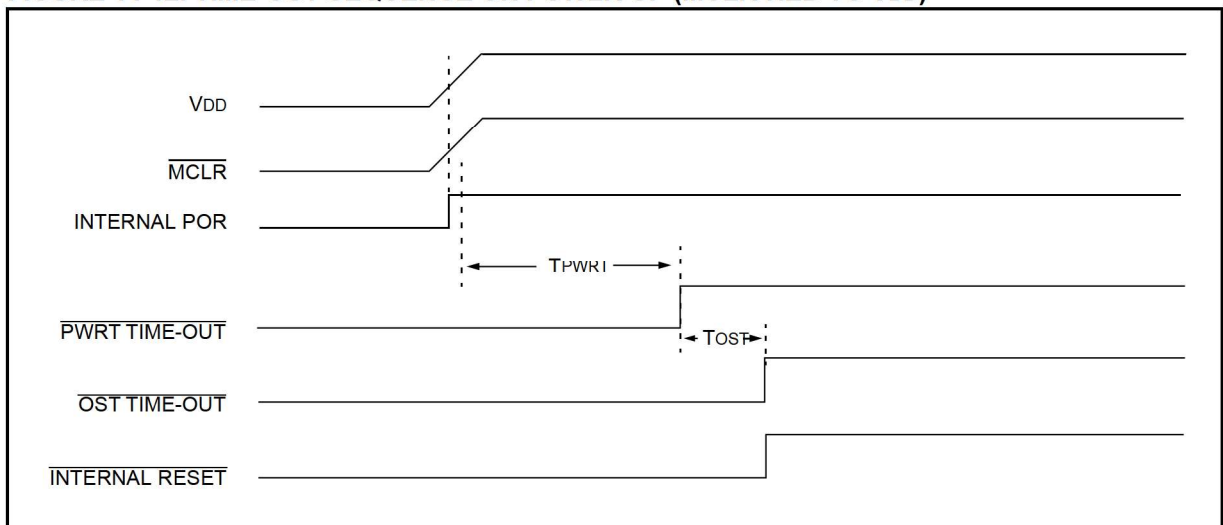 VDD
MCLR
INTERNAL POR
TPWRT
PWRT TIME-OUT
TOST
OST TIME-OUT
INTERNAL RESET